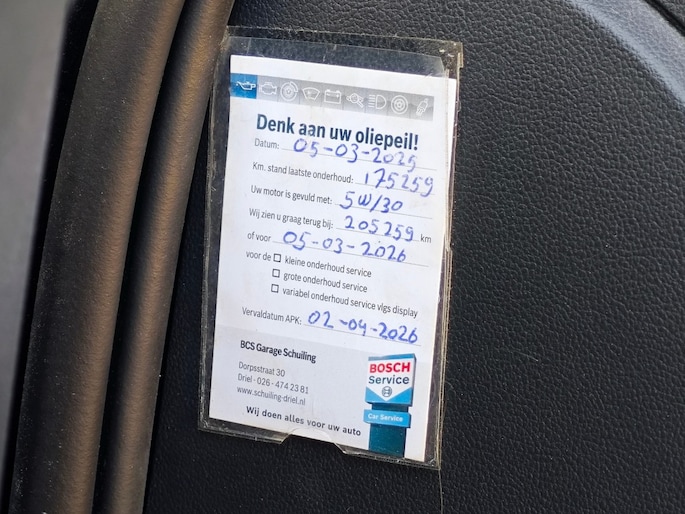 Denk aan uw oliepeil!
Datum: 05-03-2025
Km. stand laatste onderhoud: 175259
Uw motor is gevuld met: 5W/30
Wij zien u graag terug bij: 205259 km
of voor 05-03-2026
voor de ☐ kleine onderhoud service
☐ grote onderhoud service
☐ variabel onderhoud service vlgs display
Vervaldatum APK: 02-04-2026
BCS Garage Schuiling
Dorpsstraat 30
Driel - 026 - 474 23 81
www.schuiling-driel.nl
Wij doen alles voor uw auto
BOSCH
Service
Car Service